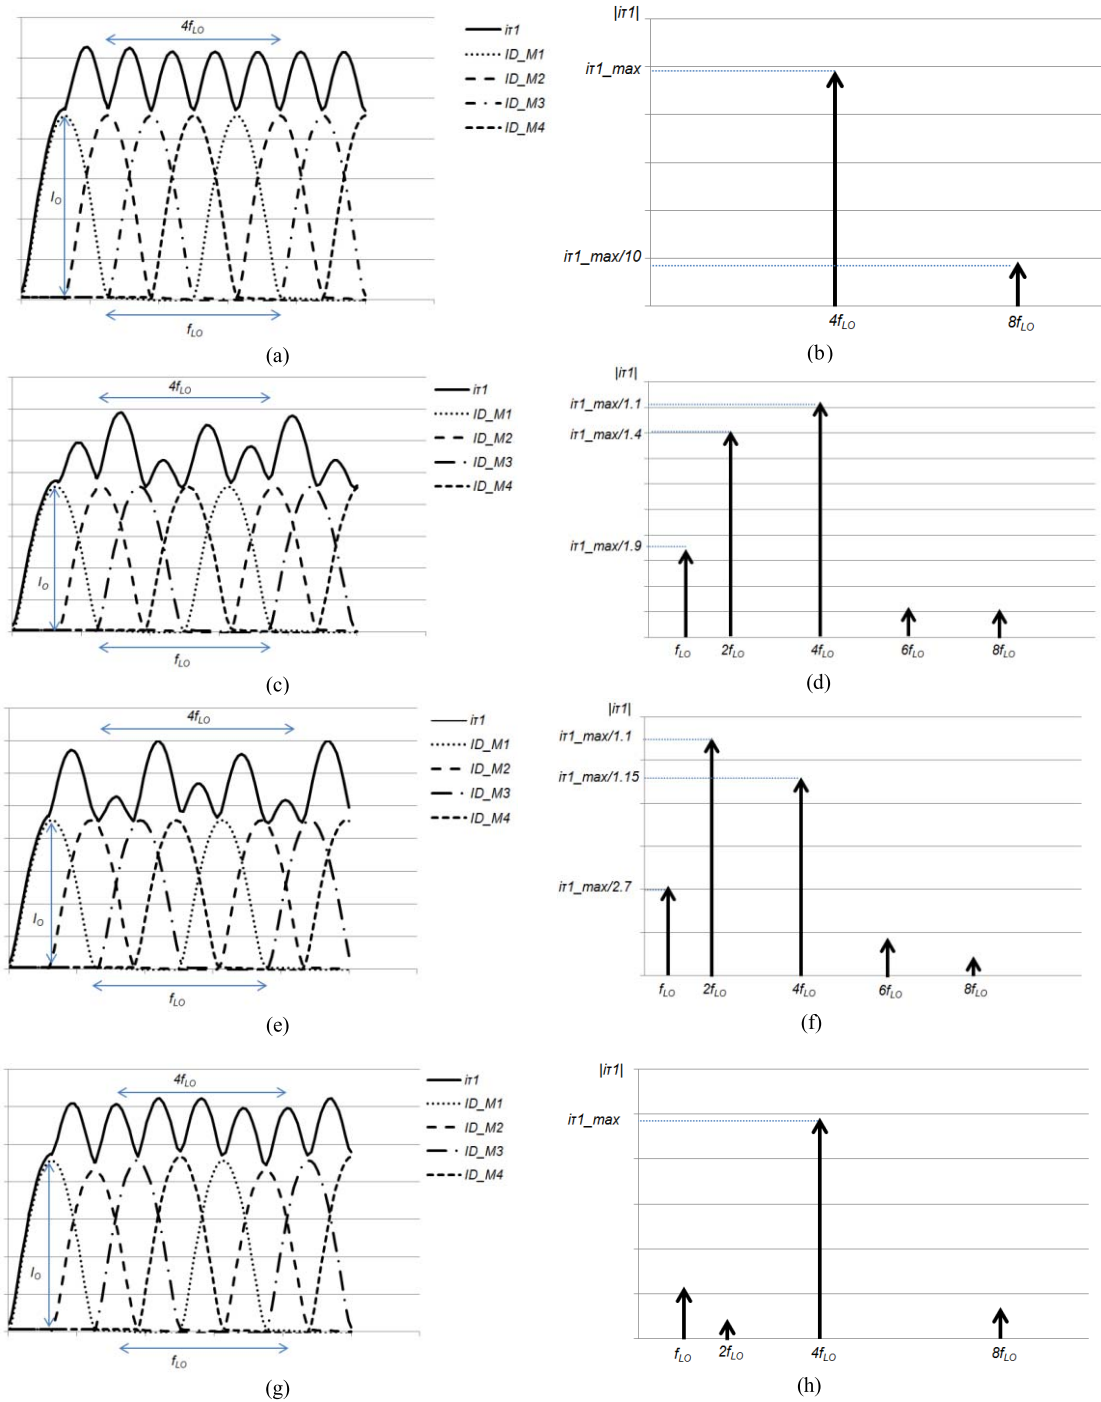 4fLO
iT1
ID_M1
ID_M2
ID_M3
ID_M4
IO
fLO
(a)
|iT1|
iT1_max
iT1_max/10
4fLO
8fLO
(b)
4fLO
iT1
ID_M1
ID_M2
ID_M3
ID_M4
IO
fLO
(c)
|iT1|
iT1_max/1.1
iT1_max/1.4
iT1_max/1.9
fLO
2fLO
4fLO
6fLO
8fLO
(d)
4fLO
iT1
ID_M1
ID_M2
ID_M3
ID_M4
IO
fLO
(e)
|iT1|
iT1_max/1.1
iT1_max/1.15
iT1_max/2.7
fLO
2fLO
4fLO
6fLO
8fLO
(f)
4fLO
iT1
ID_M1
ID_M2
ID_M3
ID_M4
IO
fLO
(g)
|iT1|
iT1_max
fLO
2fLO
4fLO
8fLO
(h)